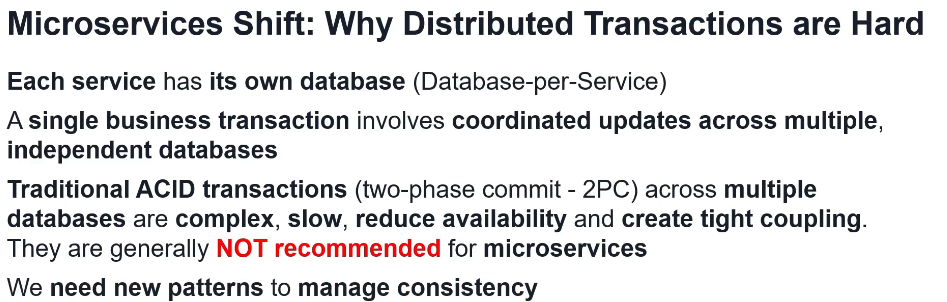 Microservices Shift: Why Distributed Transactions are Hard
Each service has its own database (Database-per-Service)
A single business transaction involves coordinated updates across multiple,
independent databases
Traditional ACID transactions (two-phase commit - 2PC) across multiple
databases are complex, slow, reduce availability and create tight coupling.
They are generally NOT recommended for microservices
We need new patterns to manage consistency